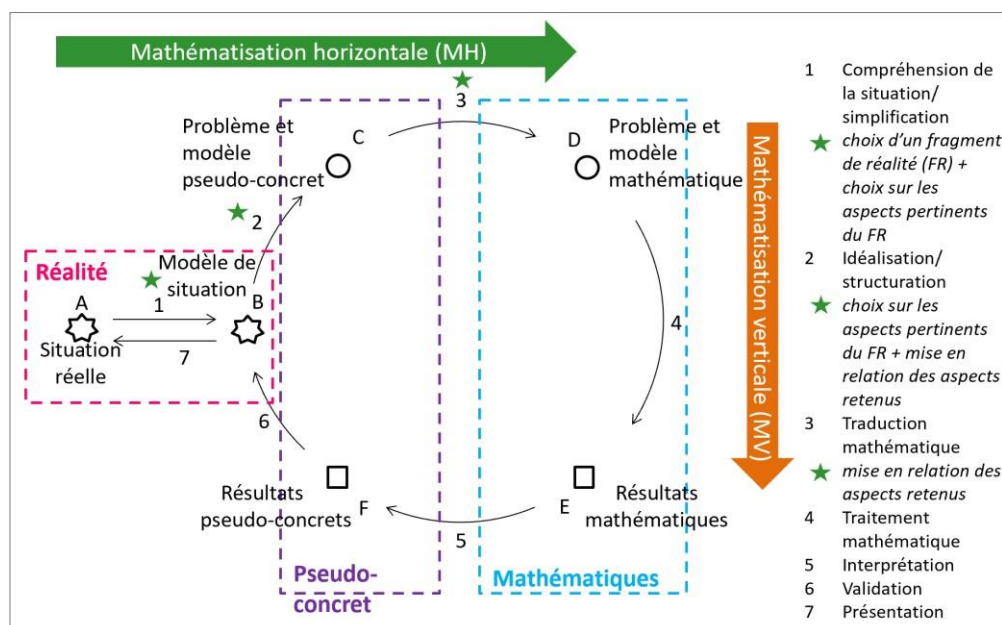 Mathématisation horizontale (MH)
3
Problème et
modèle
pseudo-concret
C
D
Problème et
modèle
mathématique
2
Réalité
Modèle de
situation
A
1
B
7
Situation
réelle
4
6
Résultats
pseudo-concrets
F
5
E
Résultats
mathématiques
Pseudo-
concret
Mathématiques
Mathématisation verticale (MV)
1 Compréhension de
la situation/
simplification
choix d’un fragment
de réalité (FR) +
choix sur les
aspects pertinents
du FR
2 Idéalisation/
structuration
choix sur les
aspects pertinents
du FR + mise en
relation des aspects
retenus
3 Traduction
mathématique
mise en relation des
aspects retenus
4 Traitement
mathématique
5 Interprétation
6 Validation
7 Présentation